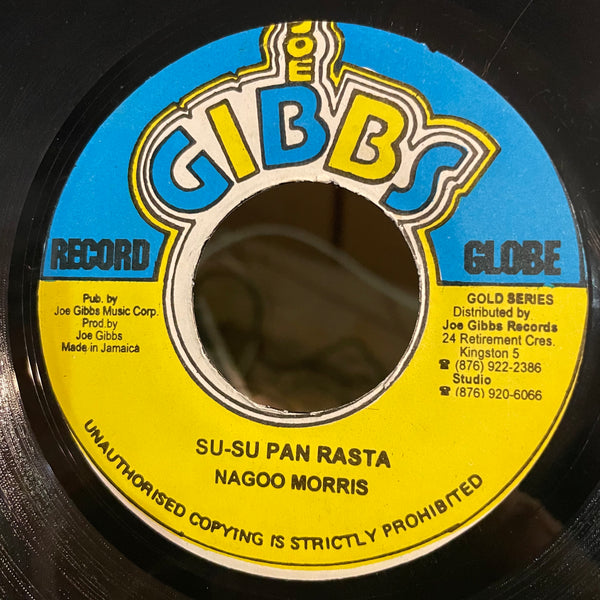 JOE
GIBBS
RECORD GLOBE
Pub. by
Joe Gibbs Music Corp.
Prod.by
Joe Gibbs
Made in Jamaica
GOLD SERIES
Distributed by
Joe Gibbs Records
24 Retirement Cres.
Kingston 5
☎ (876) 922-2386
Studio
☎ (876) 920-6066
SU-SU PAN RASTA
NAGOO MORRIS
UNAUTHORISED COPYING IS STRICTLY PROHIBITED